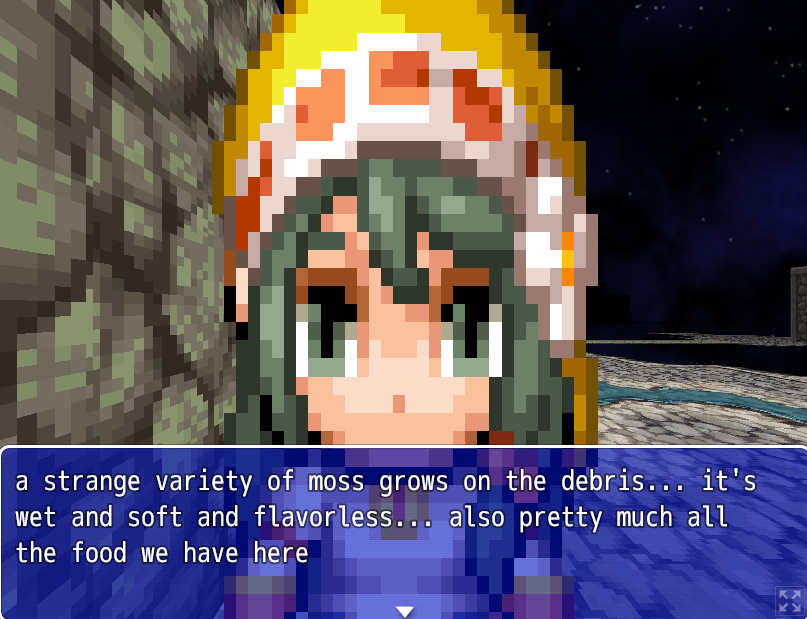 a strange variety of moss grows on the debris... it's
wet and soft and flavorless... also pretty much all
the food we have here